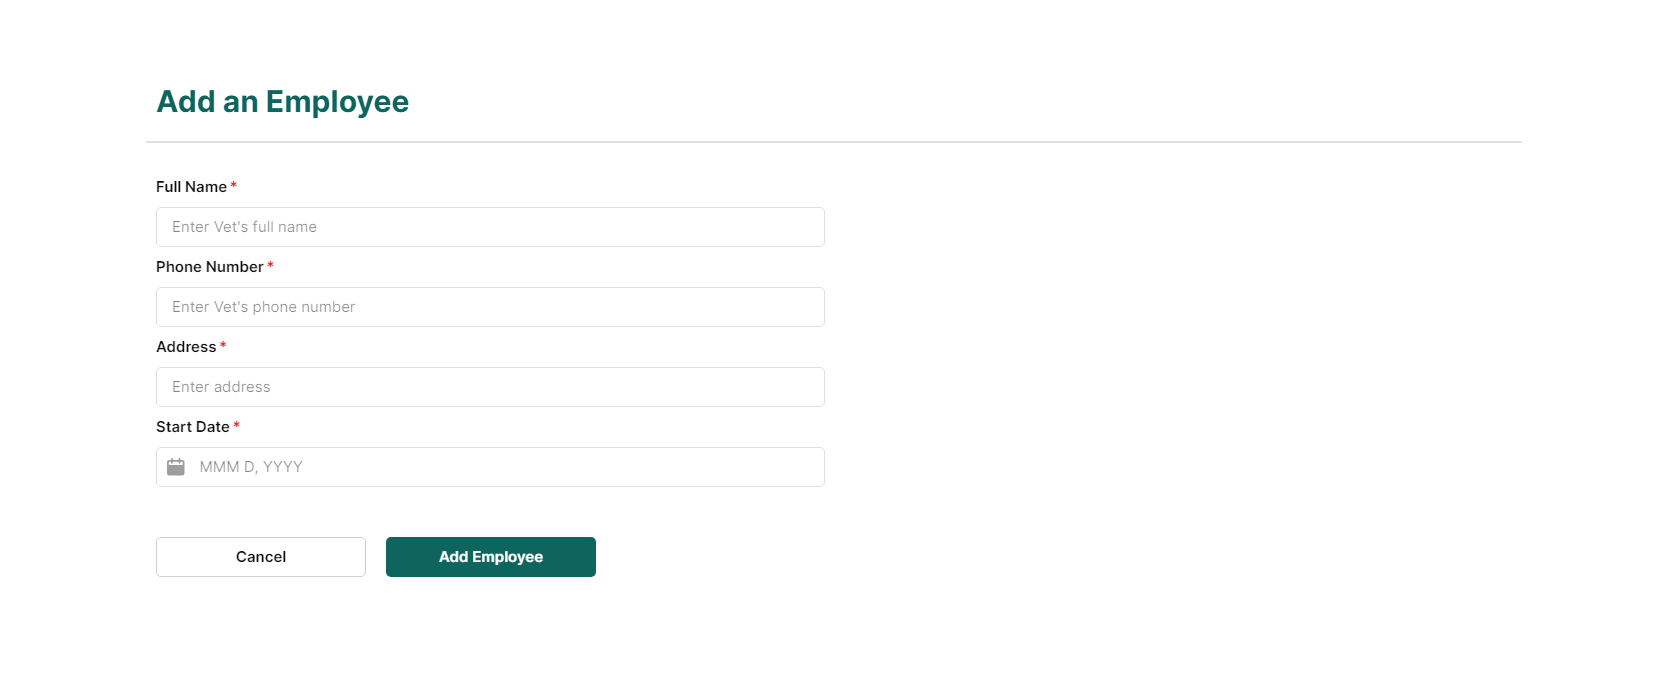 Add an Employee
Full Name *
Enter Vet's full name
Phone Number *
Enter Vet's phone number
Address *
Enter address
Start Date *
MMM D, YYYY
Cancel
Add Employee